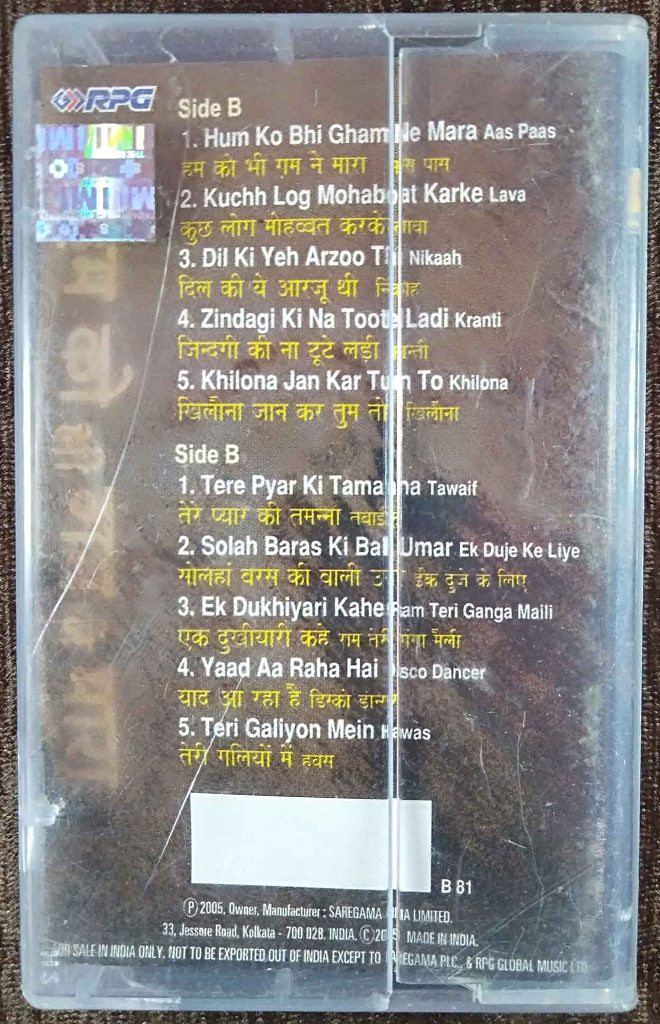 RPG
Side B
1. Hum Ko Bhi Gham Ne Mara Aas Paas
हम को भी ग़म ने मारा पास
2. Kuchh Log Mohabbat Karke Lava
कुछ लोग मोहब्बत करके लावा
3. Dil Ki Yeh Arzoo Thi Nikaah
दिल की ये आरजू थी निकाह
4. Zindagi Ki Na Toote Ladi Kranti
जिन्दगी की ना टूटे लड़ी क्रान्ती
5. Khilona Jan Kar Tum To Khilona
खिलौना जान कर तुम तो खिलौना
Side B
1. Tere Pyar Ki Tamanna Tawaif
तेरे प्यार की तमन्ना
2. Solah Baras Ki Bali Umar Ek Duje Ke Liye
सोलहां बरस की बाली ईक दुजे के लिए
3. Ek Dukhiyari Kahe Ram Teri Ganga Maili
एक दुखीयारी कहे राम तेरी गंगा मैली
4. Yaad Aa Raha Hai Disco Dancer
याद आ रहा है डिस्को डान्सर
5. Teri Galiyon Mein Hawas
तेरी गलियों में हवस
B 81
Ⓟ 2005, Owner, Manufacturer : SAREGAMA INDIA LIMITED.
33, Jessore Road, Kolkata - 700 028. INDIA. © 2005 MADE IN INDIA.
FOR SALE IN INDIA ONLY. NOT TO BE EXPORTED OUT OF INDIA EXCEPT TO SAREGAMA PLC., & RPG GLOBAL MUSIC LTD